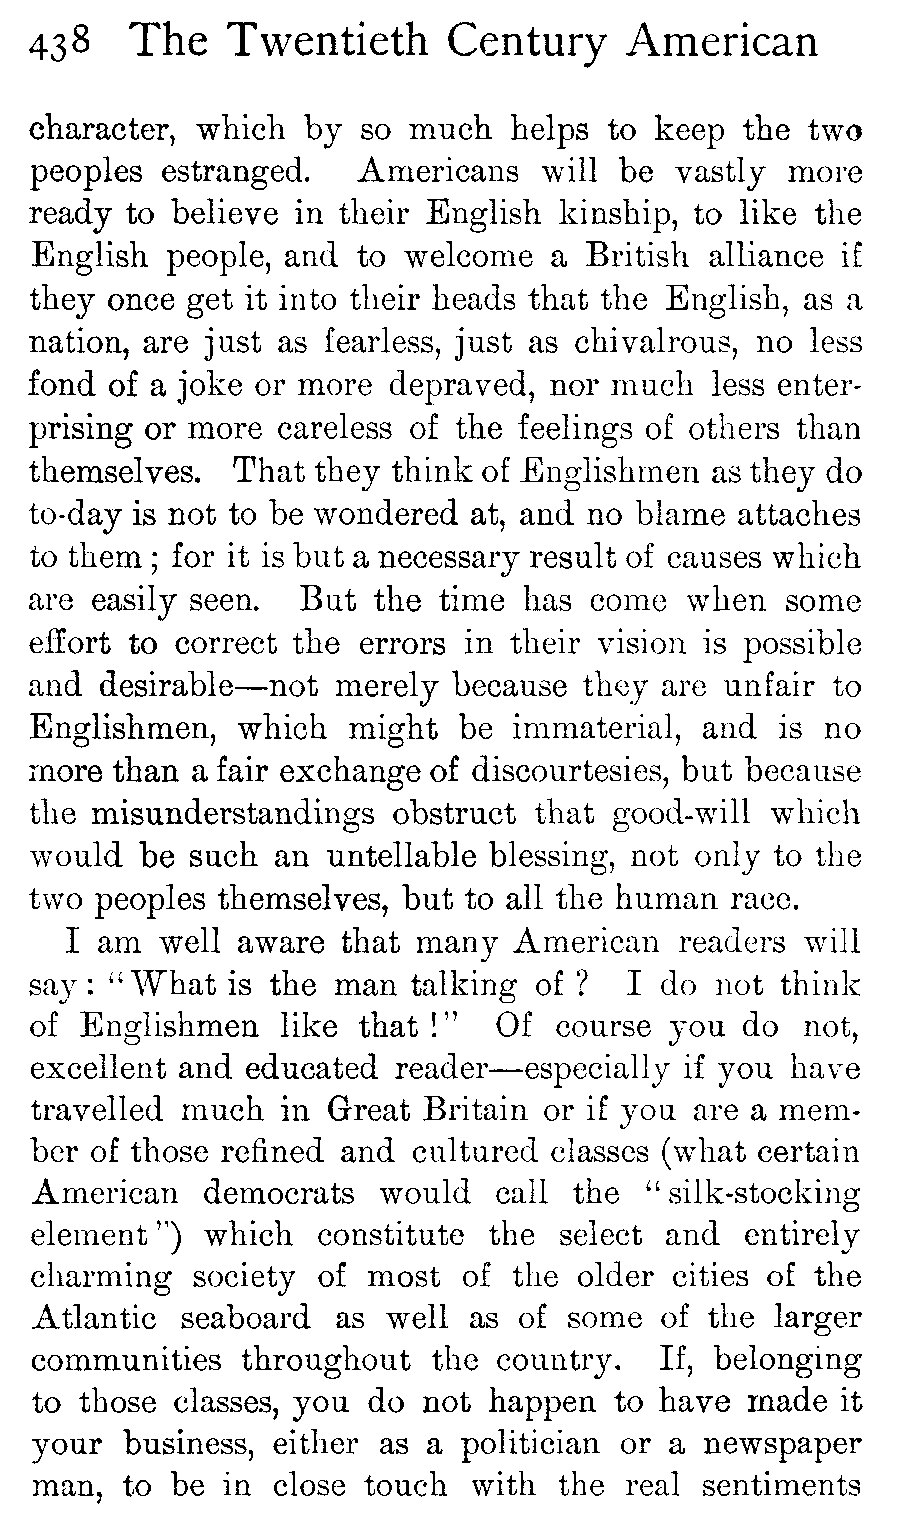 438 The Twentieth Century American
character, which by so much helps to keep the two
peoples estranged. Americans will be vastly more
ready to believe in their English kinship, to like the
English people, and to welcome a British alliance if
they once get it into their heads that the English, as a
nation, are just as fearless, just as chivalrous, no less
fond of a joke or more depraved, nor much less enter-
prising or more careless of the feelings of others than
themselves. That they think of Englishmen as they do
to-day is not to be wondered at, and no blame attaches
to them ; for it is but a necessary result of causes which
are easily seen. But the time has come when some
effort to correct the errors in their vision is possible
and desirable—not merely because they are unfair to
Englishmen, which might be immaterial, and is no
more than a fair exchange of discourtesies, but because
the misunderstandings obstruct that good-will which
would be such an untellable blessing, not only to the
two peoples themselves, but to all the human race.
I am well aware that many American readers will
say : “ What is the man talking of ? I do not think
of Englishmen like that ! ” Of course you do not,
excellent and educated reader—especially if you have
travelled much in Great Britain or if you are a mem-
ber of those refined and cultured classes (what certain
American democrats would call the “ silk-stocking
element ”) which constitute the select and entirely
charming society of most of the older cities of the
Atlantic seaboard as well as of some of the larger
communities throughout the country. If, belonging
to those classes, you do not happen to have made it
your business, either as a politician or a newspaper
man, to be in close touch with the real sentiments